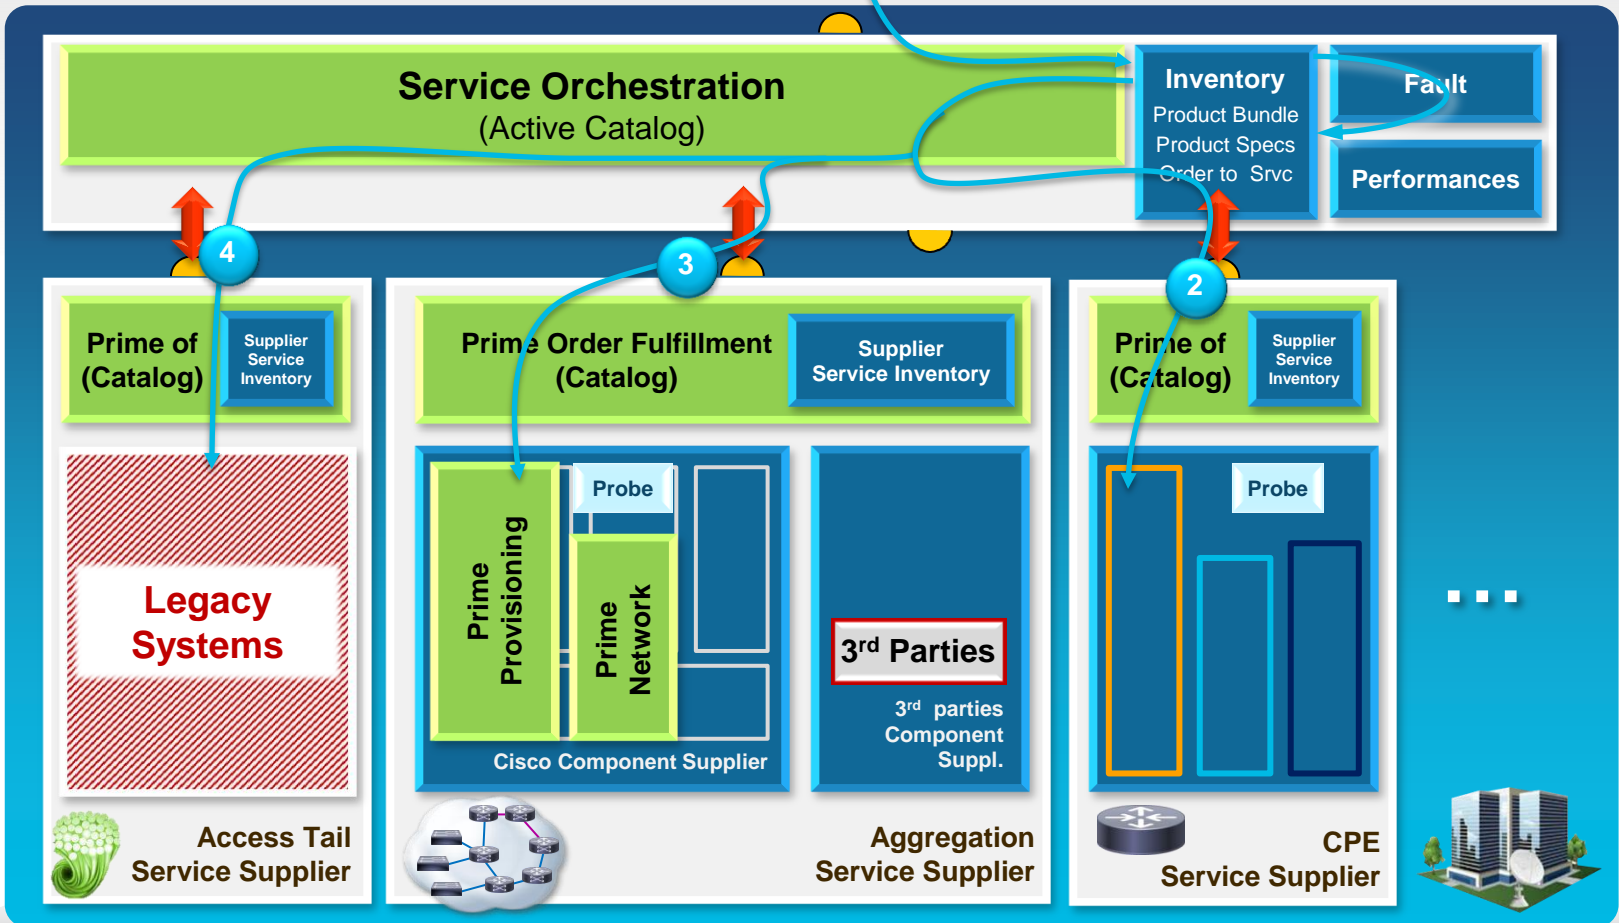 Service Orchestration
(Active Catalog)
Inventory
Product Bundle
Product Specs
Order to Srvc
Fault
Performances
4
3
2
Prime of
(Catalog)
Supplier
Service
Inventory
Prime Order Fulfillment
(Catalog)
Supplier
Service Inventory
Prime of
(Catalog)
Supplier
Service
Inventory
Legacy
Systems
Prime
Provisioning
Probe
Prime
Network
Cisco Component Supplier
3rd Parties
3rd parties
Component
Suppl.
Probe
...
Access Tail
Service Supplier
Aggregation
Service Supplier
CPE
Service Supplier